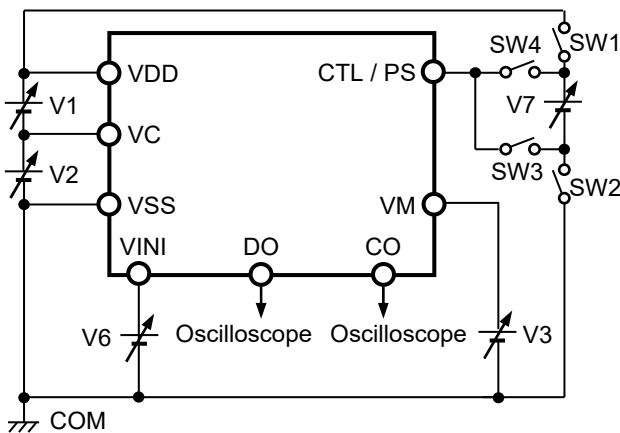 SW1
SW4
VDD
CTL / PS
V1
V7
VC
V2
SW3
SW2
VSS
VM
VINI
DO
CO
V6
Oscilloscope
Oscilloscope
V3
COM